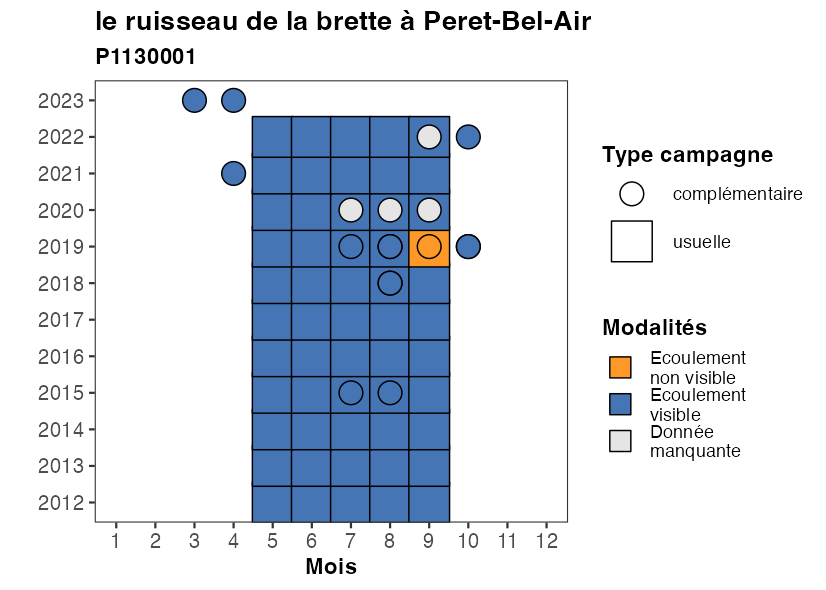 le ruisseau de la brette à Peret-Bel-Air
P1130001
2023
2022
2021
2020
2019
2018
2017
2016
2015
2014
2013
2012
1 2 3 4 5 6 7 8 9 10 11 12
Mois
Type campagne
complémentaire
usuelle
Modalités
Ecoulement
non visible
Ecoulement
visible
Donnée
manquante